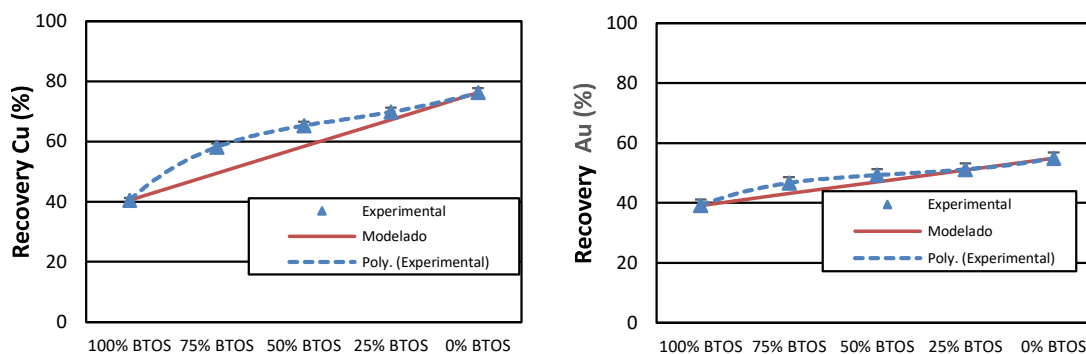 Recovery Cu (%)
100
80
60
40
20
0
Experimental
Modelado
Poly. (Experimental)
100% BTOS 75% BTOS 50% BTOS 25% BTOS 0% BTOS
Recovery Au (%)
100
80
60
40
20
0
Experimental
Modelado
Poly. (Experimental)
100% BTOS 75% BTOS 50% BTOS 25% BTOS 0% BTOS